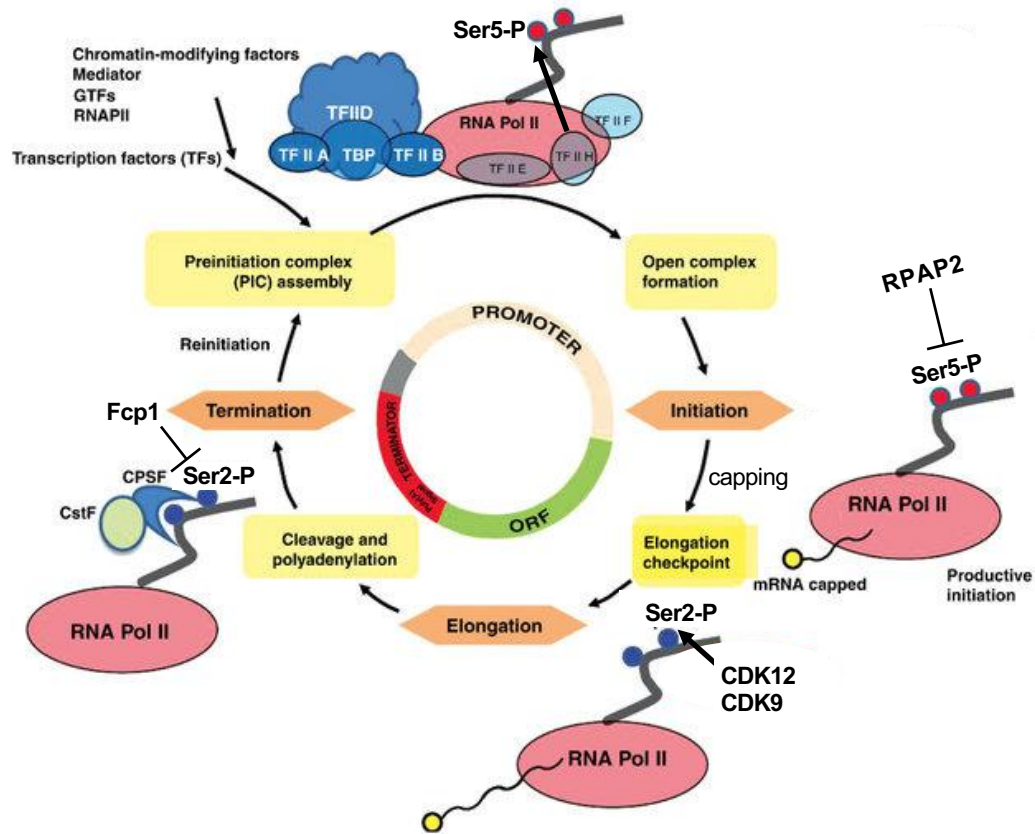 Ser5-P
Chromatin-modifying factors
Mediator
GTFs
RNAPII
Transcription factors (TFs)
TFIID
TF II A
TBP
TF II B
RNA Pol II
TF II E
TF II H
TF II F
Preinitiation complex
(PIC) assembly
Open complex
formation
RPAP2
Ser5-P
Reinitiation
PROMOTER
Termination
Initiation
Fcp1
TERMINATOR
Poly(A)
signal
ORF
capping
CPSF
Ser2-P
CstF
RNA Pol II
Cleavage and
polyadenylation
Elongation
checkpoint
mRNA capped
Productive
initiation
Elongation
Ser2-P
RNA Pol II
CDK12
CDK9
RNA Pol II